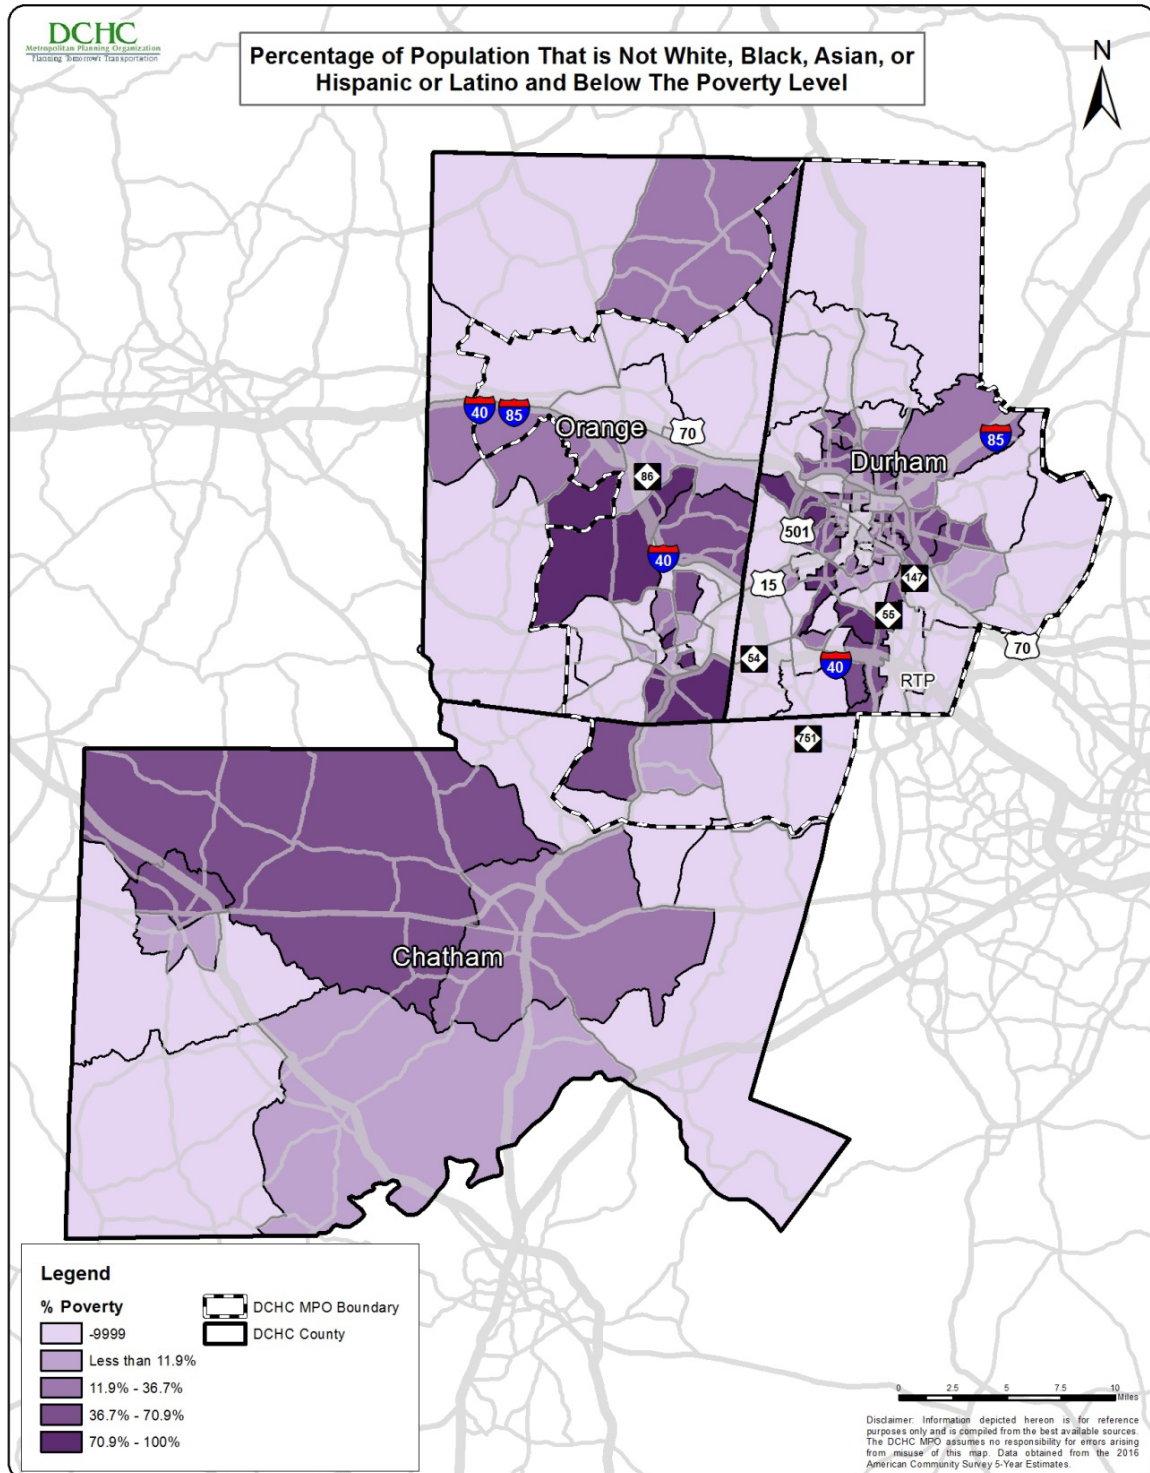 DCHC
Metropolitan Planning Organization
Planning Tomorrow's Transportation
Percentage of Population That is Not White, Black, Asian, or
Hispanic or Latino and Below The Poverty Level
N
40
85
Orange
70
86
85
Durham
501
40
15
147
55
54
40
70
RTP
751
Chatham
Legend
% Poverty
-9999
Less than 11.9%
11.9% - 36.7%
36.7% - 70.9%
70.9% - 100%
DCHC MPO Boundary
DCHC County
0 2.5 5 7.5 10
Miles
Disclaimer: Information depicted hereon is for reference
purposes only and is compiled from the best available sources.
The DCHC MPO assumes no responsibility for errors arising
from misuse of this map. Data obtained from the 2016
American Community Survey 5-Year Estimates.